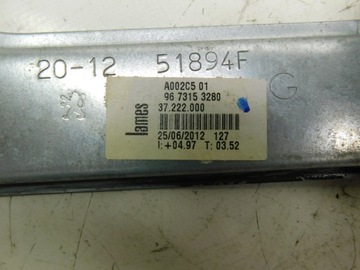 20-12 51894F
G
A002C5 01
96 7315 3280
37.222.000
Lames
25/06/2012 127
I:+04.97 T: 03.52